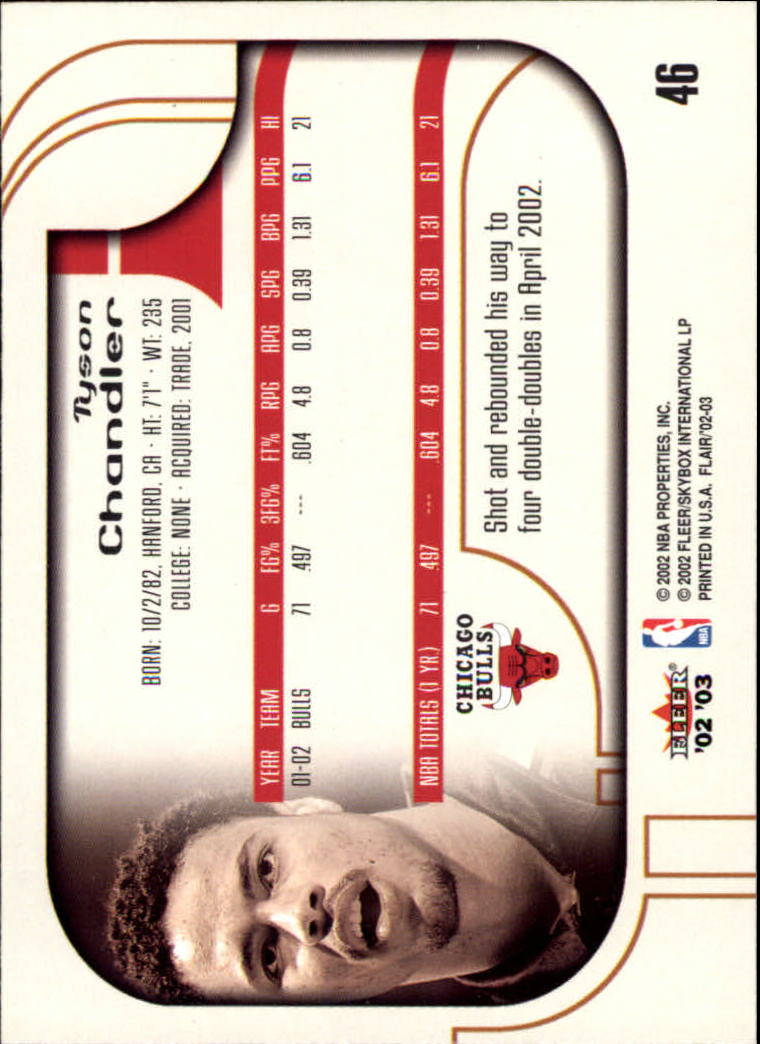 46
Tyson
Chandler
BORN: 10/2/82, HANFORD, CA · HT: 7'1" · WT: 235
COLLEGE: NONE · ACQUIRED: TRADE, 2001
YEAR TEAM G FG% 3FG% FT% RPG APG SPG BPG PPG HI
01-02 BULLS 71 .497 --- .604 4.8 0.8 0.39 1.31 6.1 21
NBA TOTALS (1 YR.) 71 .497 --- .604 4.8 0.8 0.39 1.31 6.1 21
CHICAGO
BULLS
Shot and rebounded his way to
four double-doubles in April 2002.
FLEER®
'02 '03
NBA
© 2002 NBA PROPERTIES, INC.
© 2002 FLEER/SKYBOX INTERNATIONAL LP
PRINTED IN U.S.A. FLAIR/'02-03